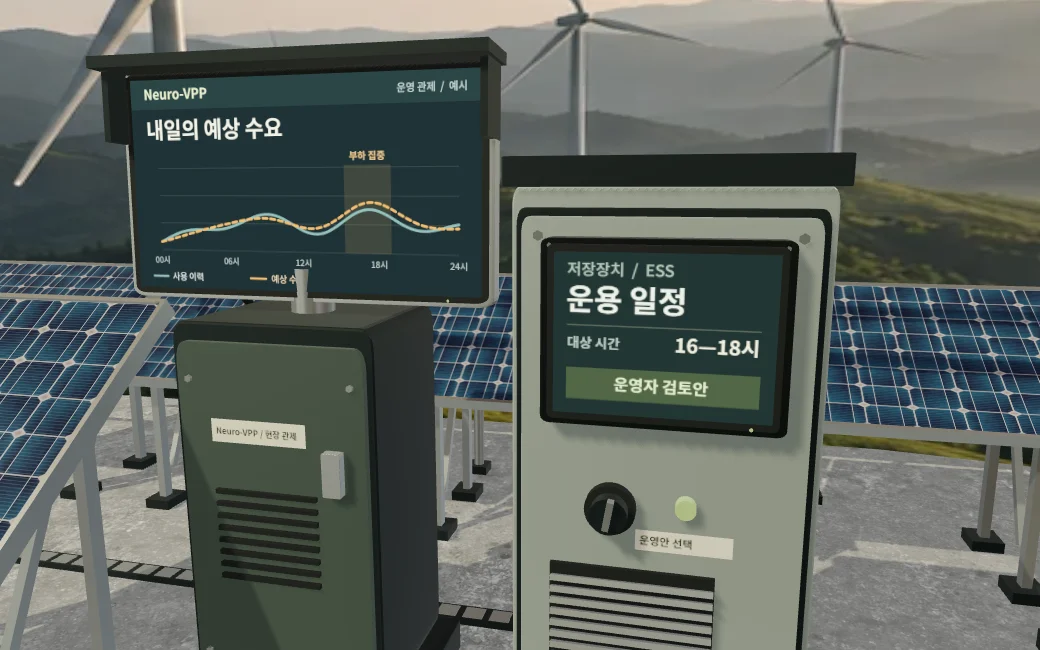 Neuro-VPP
운영 관제 / 예시
내일의 예상 수요
부하 집중
00시 06시 12시 18시 24시
사용 이력
예상 수
Neuro-VPP / 현장 관제
저장장치 / ESS
운용 일정
대상 시간 16—18시
운영자 검토안
운영안 선택